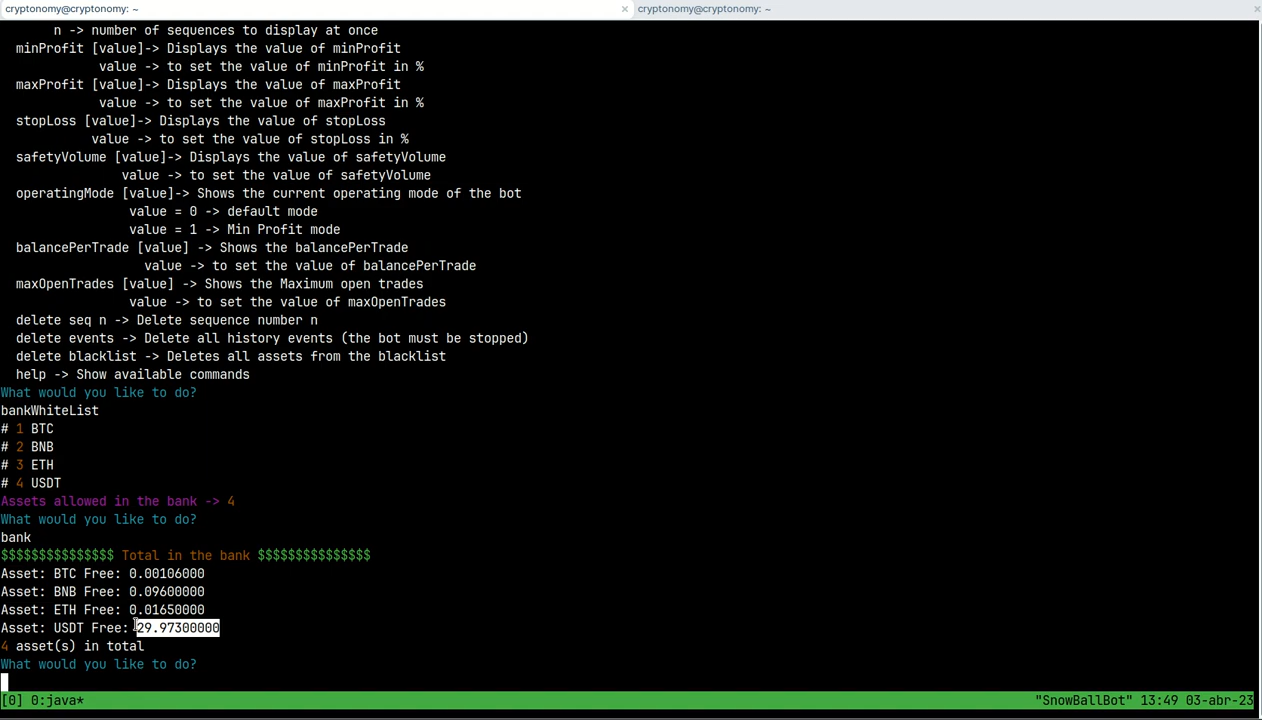 cryptonomy@cryptonomy: ~ × cryptonomy@cryptonomy: ~ ×
n -> number of sequences to display at once
minProfit [value]-> Displays the value of minProfit
value -> to set the value of minProfit in %
maxProfit [value]-> Displays the value of maxProfit
value -> to set the value of maxProfit in %
stopLoss [value]-> Displays the value of stopLoss
value -> to set the value of stopLoss in %
safetyVolume [value]-> Displays the value of safetyVolume
value -> to set the value of safetyVolume
operatingMode [value]-> Shows the current operating mode of the bot
value = 0 -> default mode
value = 1 -> Min Profit mode
balancePerTrade [value] -> Shows the balancePerTrade
value -> to set the value of balancePerTrade
maxOpenTrades [value] -> Shows the Maximum open trades
value -> to set the value of maxOpenTrades
delete seq n -> Delete sequence number n
delete events -> Delete all history events (the bot must be stopped)
delete blacklist -> Deletes all assets from the blacklist
help -> Show available commands
What would you like to do?
bankWhiteList
# 1 BTC
# 2 BNB
# 3 ETH
# 4 USDT
Assets allowed in the bank -> 4
What would you like to do?
bank
$$$$$$$$$$$$$$$ Total in the bank $$$$$$$$$$$$$$$
Asset: BTC Free: 0.00106000
Asset: BNB Free: 0.09600000
Asset: ETH Free: 0.01650000
Asset: USDT Free: 29.97300000
4 asset(s) in total
What would you like to do?
[0] 0:java* "SnowBallBot" 13:49 03-abr-23